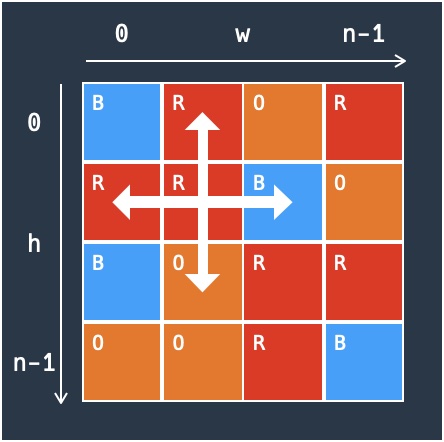 0 w n-1
0 B R O R
R R B O
h
B O R R
n-1 O O R B